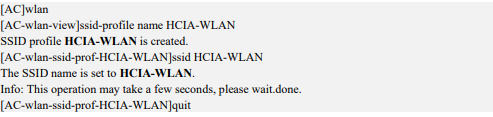 [AC]wlan
[AC-wlan-view]ssid-profile name HCIA-WLAN
SSID profile HCIA-WLAN is created.
[AC-wlan-ssid-prof-HCIA-WLAN]ssid HCIA-WLAN
The SSID name is set to HCIA-WLAN.
Info: This operation may take a few seconds, please wait.done.
[AC-wlan-ssid-prof-HCIA-WLAN]quit